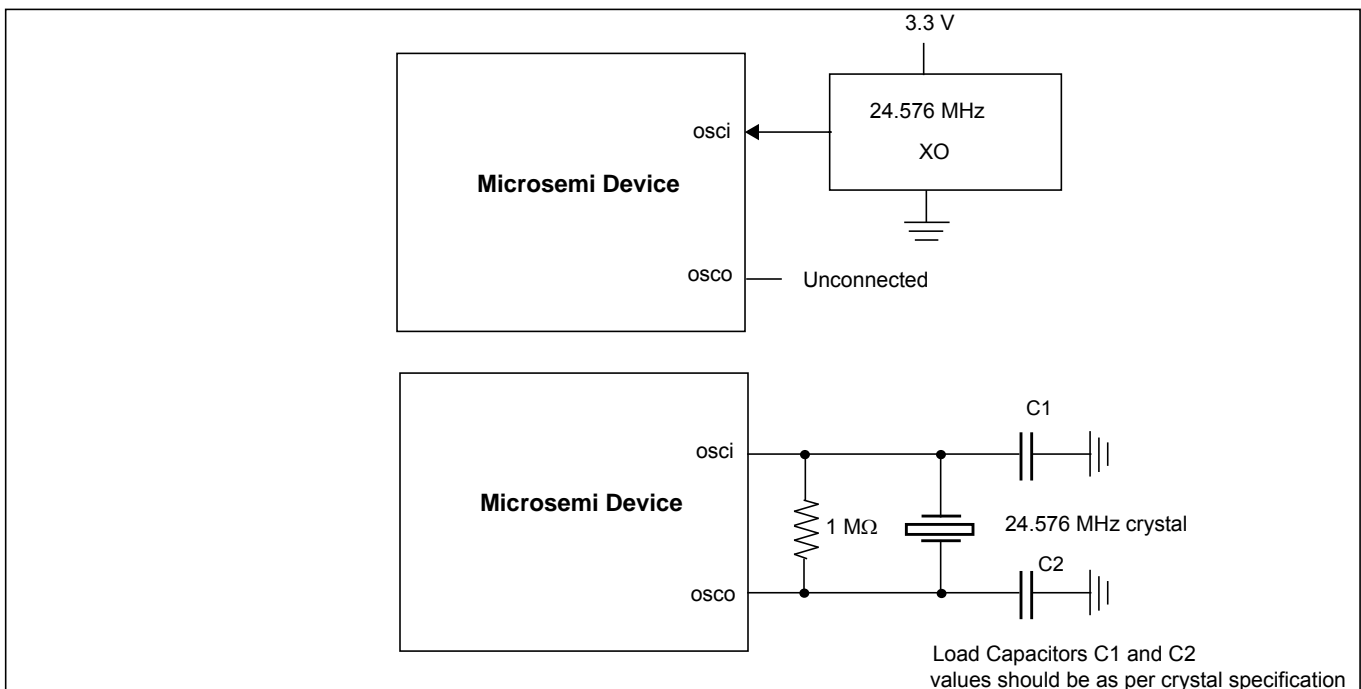 3.3 V
24.576 MHz
XO
osci
Microsemi Device
osco
Unconnected
C1
osci
Microsemi Device
1 MΩ
24.576 MHz crystal
C2
osco
Load Capacitors C1 and C2
values should be as per crystal specification